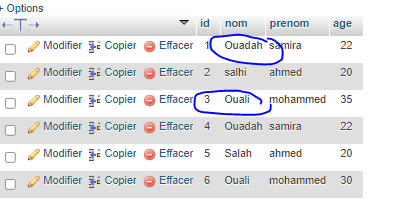 + Options
←T→ id nom prenom age
Modifier Copier Effacer 1 Ouadah samira 22
Modifier Copier Effacer 2 salhi ahmed 20
Modifier Copier Effacer 3 Ouali mohammed 35
Modifier Copier Effacer 4 Ouadah samira 22
Modifier Copier Effacer 5 Salah ahmed 20
Modifier Copier Effacer 6 Ouali mohammed 30